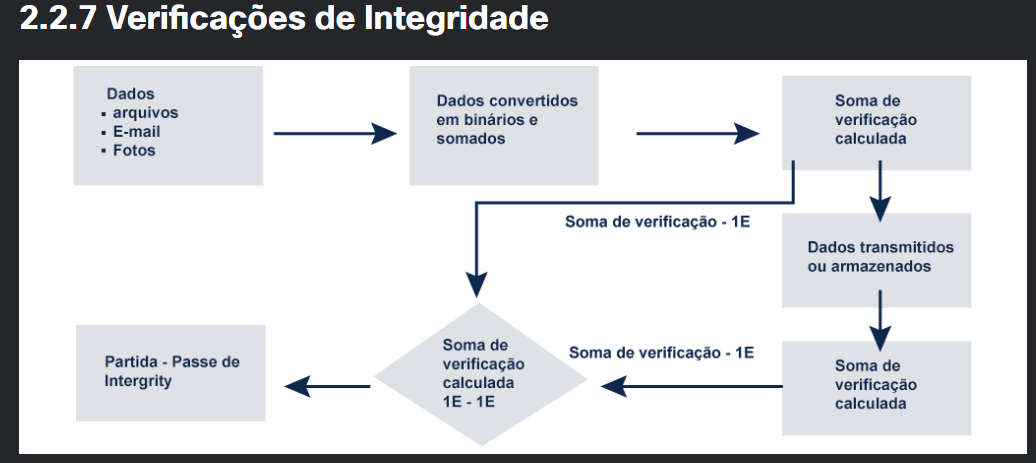 2.2.7 Verificações de Integridade
Dados
▪ arquivos
▪ E-mail
▪ Fotos
Dados convertidos
em binários e
somados
Soma de
verificação
calculada
Soma de verificação - 1E
Dados transmitidos
ou armazenados
Soma de
verificação
calculada
Soma de verificação - 1E
Soma de
verificação
calculada
1E - 1E
Partida - Passe de
Intergrity